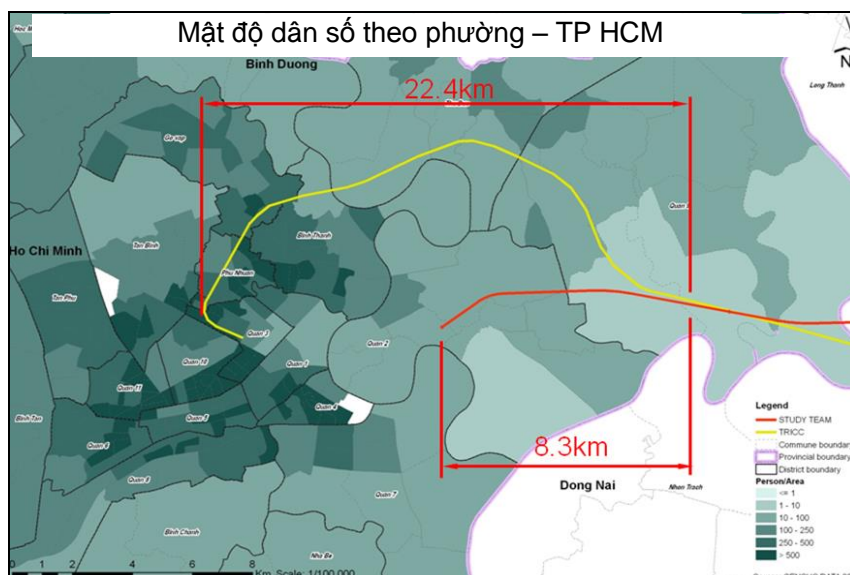 Mật độ dân số theo phường – TP HCM
Binh Duong
Long Thanh
N
22.4km
Go vap
Quan 9
Binh Thanh
Tan Binh
Ho Chi Minh
Phu Nhuan
Tan Phu
Quan 3
Quan 2
Quan 10
Quan 1
Quan 11
Quan 4
Quan 5
Binh Tan
Quan 6
8.3km
Quan 8
Dong Nai
Nhon Trach
Quan 7
Binh Chanh
Nha Be
Legend
STUDY TEAM
TRICC
Commune boundary
Provincial boundary
District boundary
Person/Area
<= 1
1 - 10
10 - 100
100 - 250
250 - 500
> 500
0 2 4 6 8 10
Km Scale: 1/100,000